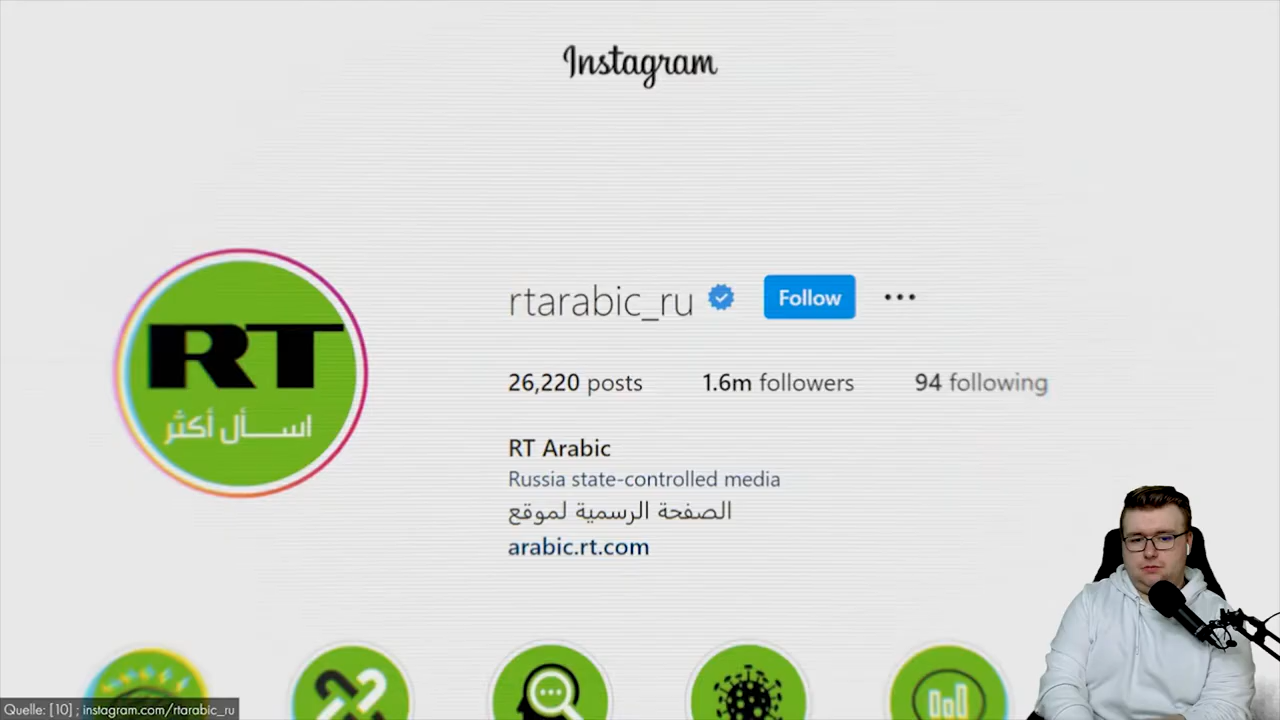 Instagram
RT
اســـأل أكثر
rtarabic_ru
Follow
26,220 posts
1.6m followers
94 following
RT Arabic
Russia state-controlled media
الصفحة الرسمية لموقع
arabic.rt.com
Quelle: [10] ; instagram.com/rtarabic_ru